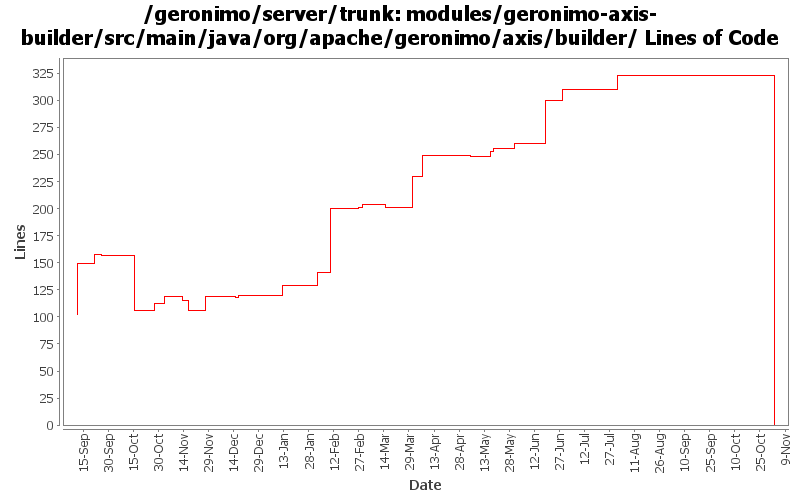 /geronimo/server/trunk: modules/geronimo-axis-
builder/src/main/java/org/apache/geronimo/axis/builder/ Lines of Code
325
300
275
250
225
200
175
150
125
100
75
50
25
0
Lines
15-Sep
30-Sep
15-Oct
30-Oct
14-Nov
29-Nov
14-Dec
29-Dec
13-Jan
28-Jan
12-Feb
27-Feb
14-Mar
29-Mar
13-Apr
28-Apr
13-May
28-May
12-Jun
27-Jun
12-Jul
27-Jul
11-Aug
26-Aug
10-Sep
25-Sep
10-Oct
25-Oct
9-Nov
Date